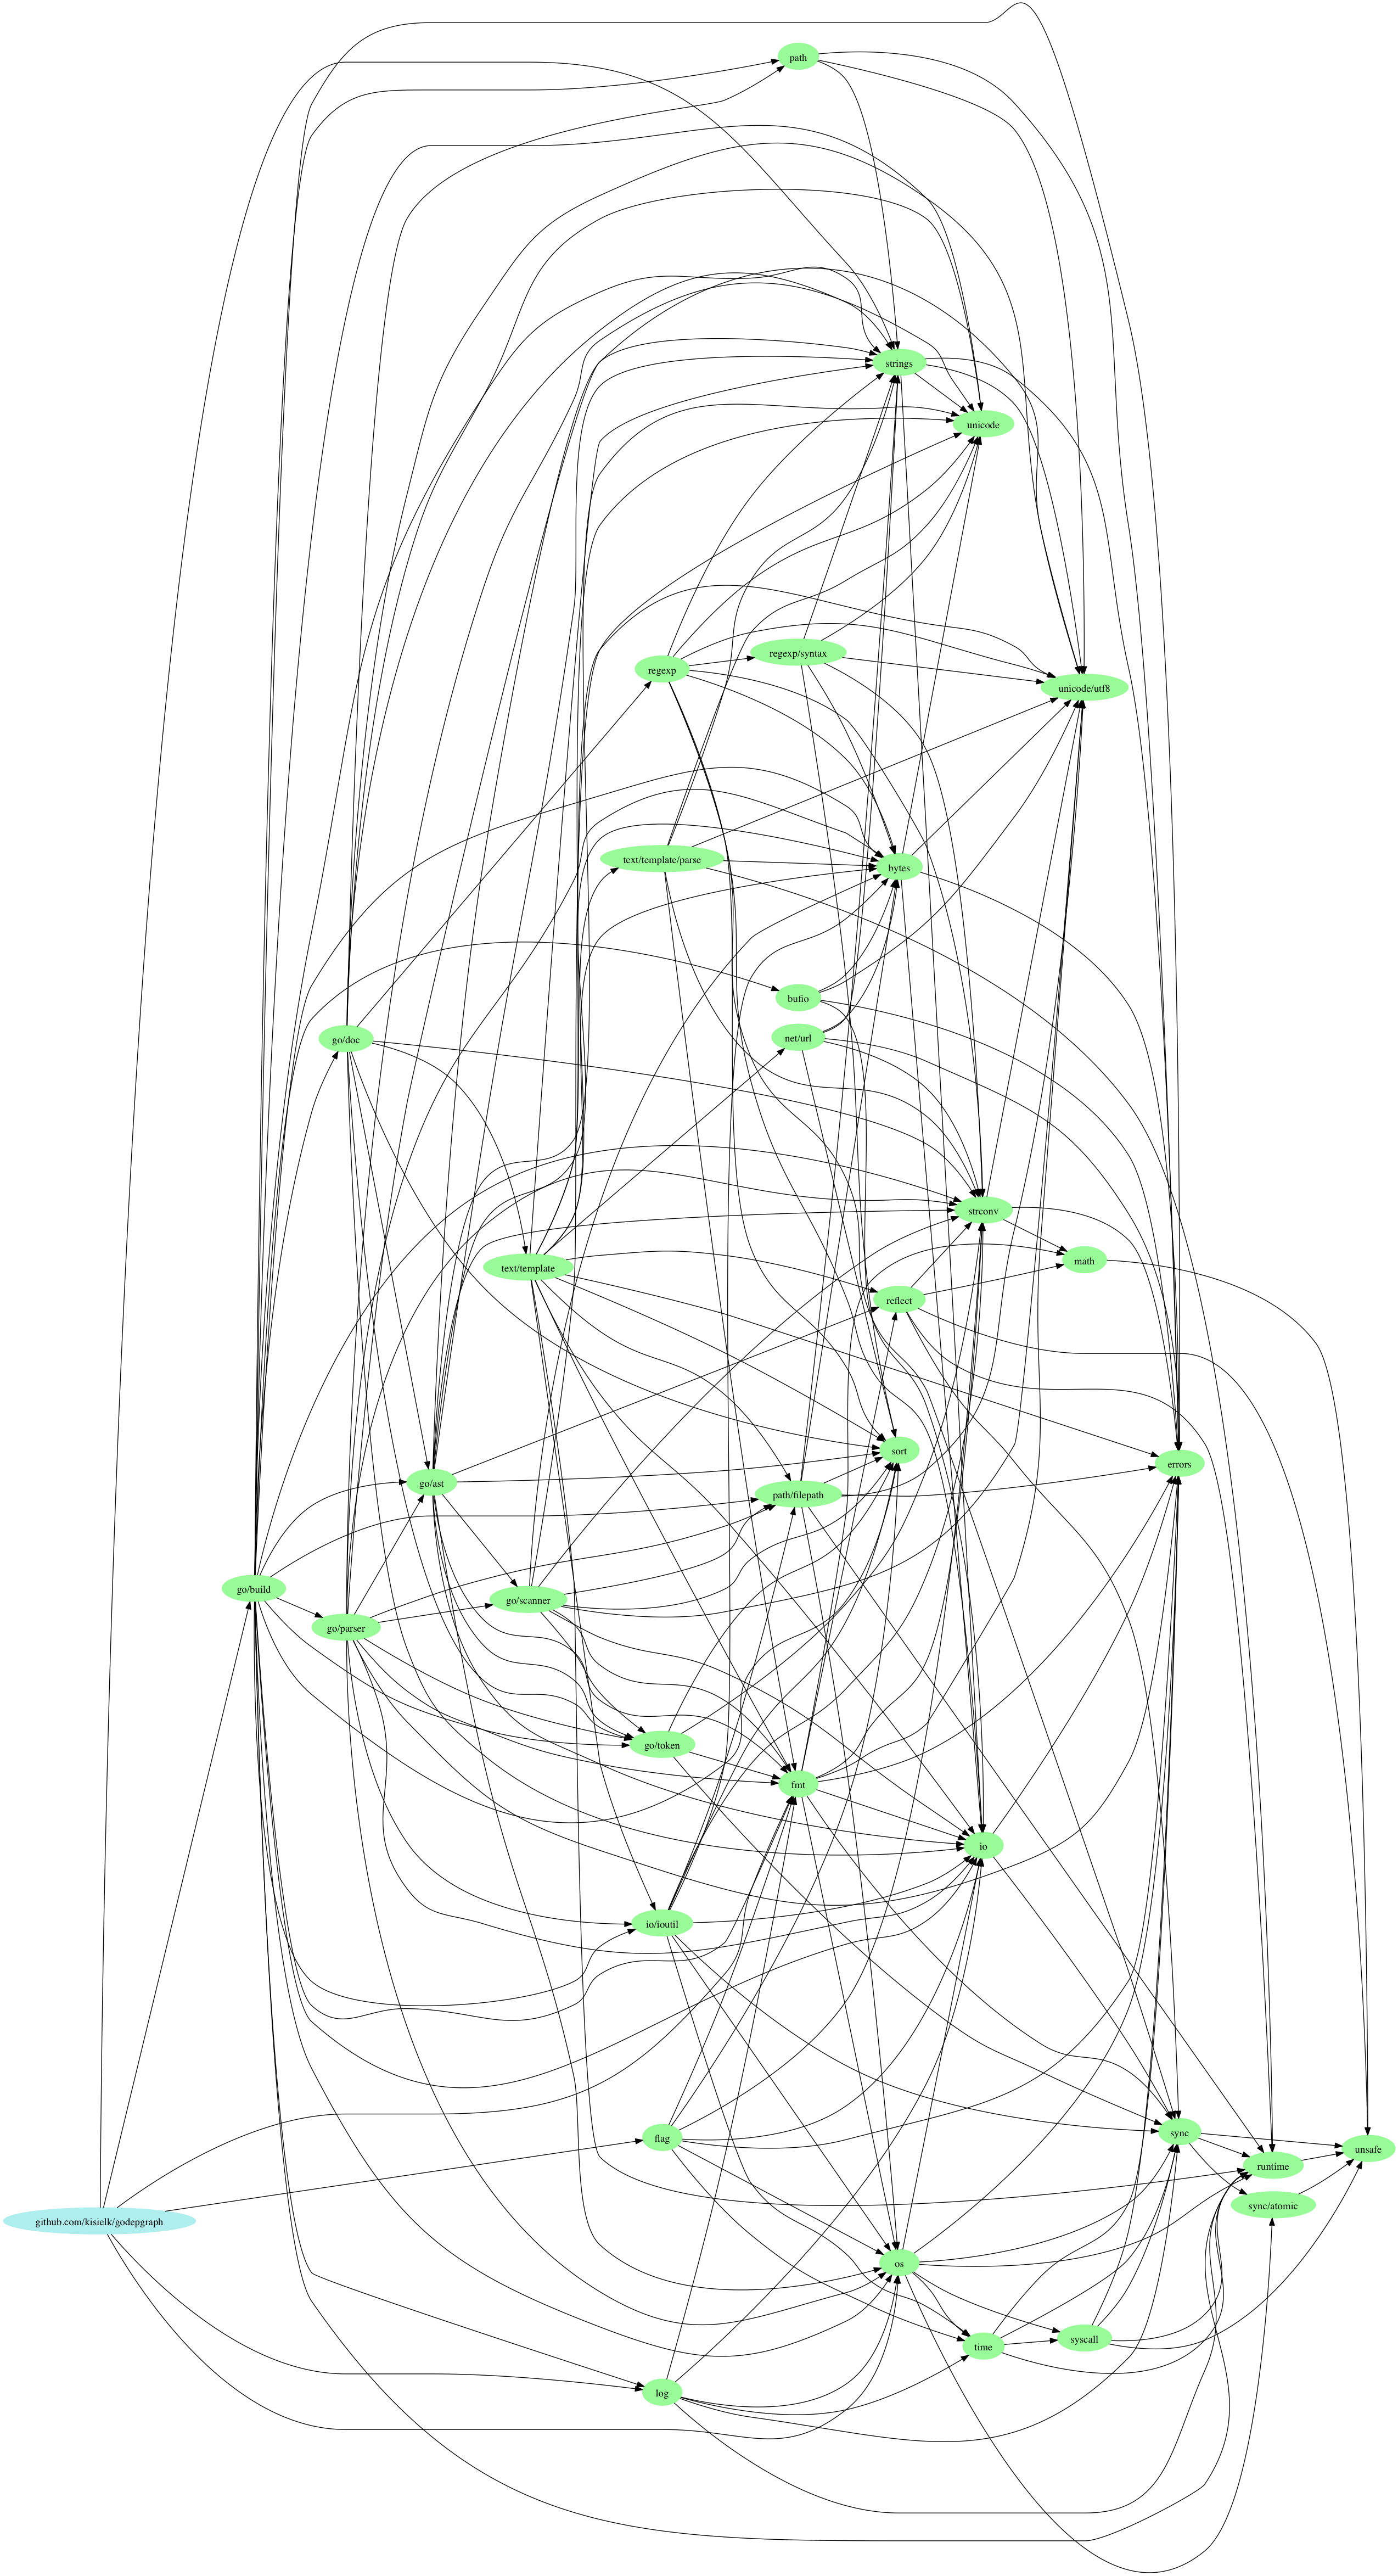 path
strings
unicode
regexp/syntax
regexp
unicode/utf8
text/template/parse
bytes
bufio
net/url
go/doc
strconv
math
text/template
reflect
sort
errors
go/ast
path/filepath
go/build
go/scanner
go/parser
go/token
fmt
io
io/ioutil
sync
flag
unsafe
runtime
sync/atomic
github.com/kisielk/godepgraph
os
syscall
time
log